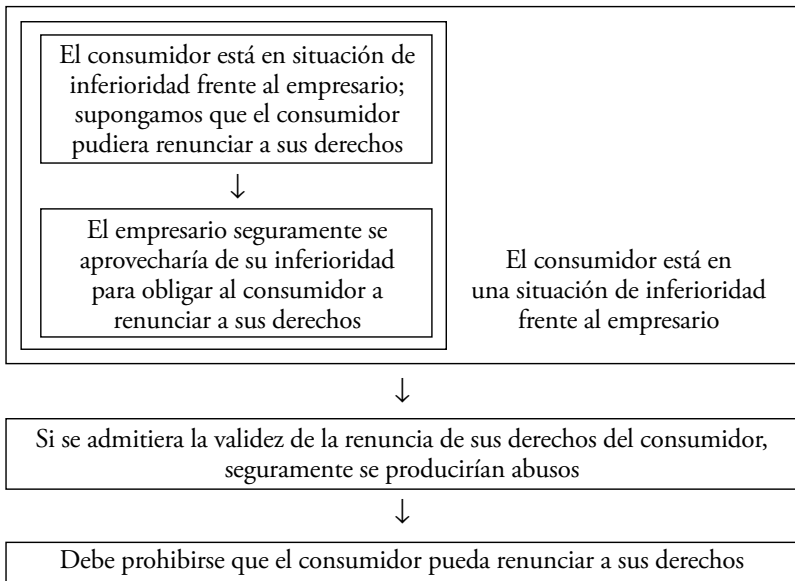 El consumidor está en situación de
inferioridad frente al empresario;
supongamos que el consumidor
pudiera renunciar a sus derechos
↓
El empresario seguramente se
aprovecharía de su inferioridad
para obligar al consumidor a
renunciar a sus derechos
El consumidor está en
una situación de inferioridad
frente al empresario
↓
Si se admitiera la validez de la renuncia de sus derechos del consumidor,
seguramente se producirían abusos
↓
Debe prohibirse que el consumidor pueda renunciar a sus derechos